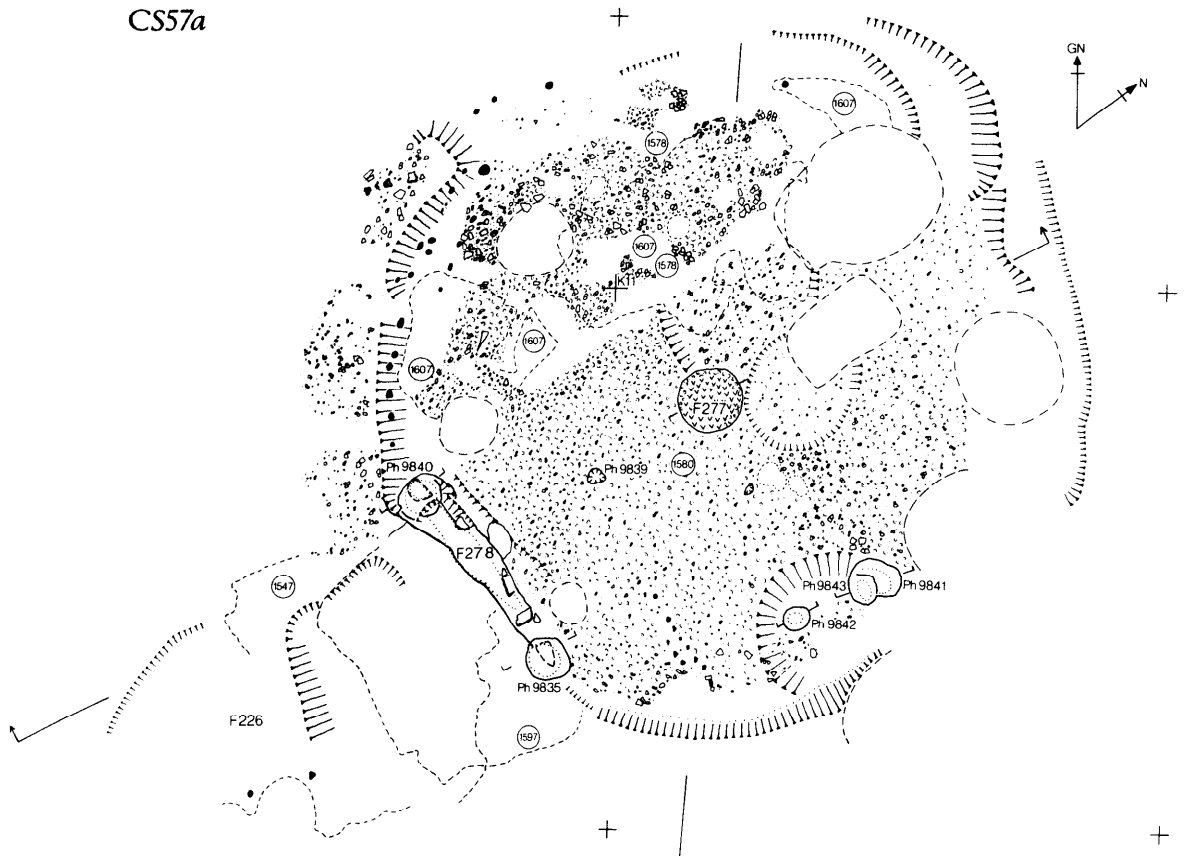 CS57a
GN
N
1607
1578
1607
1578
K11
1607
1607
F277
Ph 9840
Ph 9839
1580
F278
1547
Ph 9843
Ph 9841
Ph 9842
Ph 9835
F226
1597